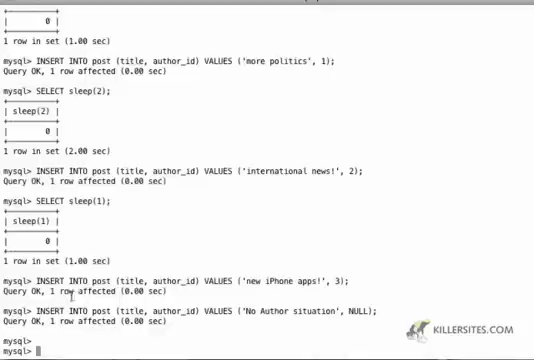 +----------+
|        0 |
+----------+
1 row in set (1.00 sec)
mysql> INSERT INTO post (title, author_id) VALUES ('more politics', 1);
Query OK, 1 row affected (0.00 sec)
mysql> SELECT sleep(2);
+----------+
| sleep(2) |
+----------+
|        0 |
+----------+
1 row in set (2.00 sec)
mysql> INSERT INTO post (title, author_id) VALUES ('international news!', 2);
Query OK, 1 row affected (0.00 sec)
mysql> SELECT sleep(1);
+----------+
| sleep(1) |
+----------+
|        0 |
+----------+
1 row in set (1.00 sec)
mysql> INSERT INTO post (title, author_id) VALUES ('new iPhone apps!', 3);
Query OK, 1 row affected (0.00 sec)
mysql> INSERT INTO post (title, author_id) VALUES ('No Author situation', NULL);
Query OK, 1 row affected (0.00 sec)
mysql>
mysql>
KILLERSITES.COM